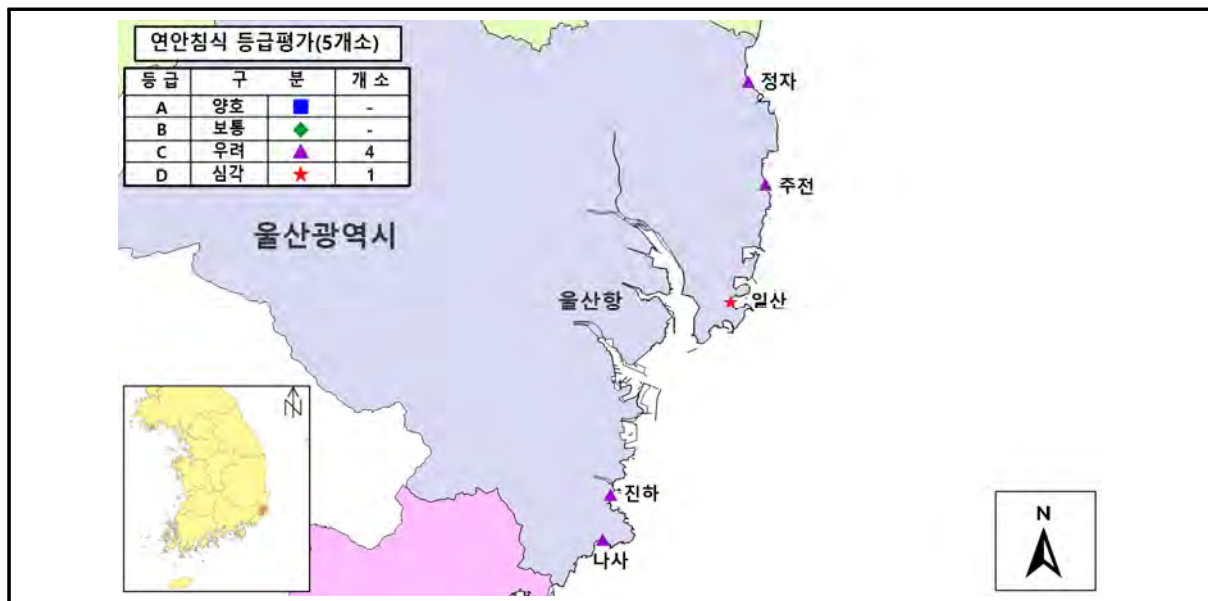 연안침식 등급평가(5개소)
등 급 구 분 개 소
A 양호 -
B 보통 -
C 우려 4
D 심각 1
정자
주전
울산광역시
울산항
일산
N
진하
나사
N